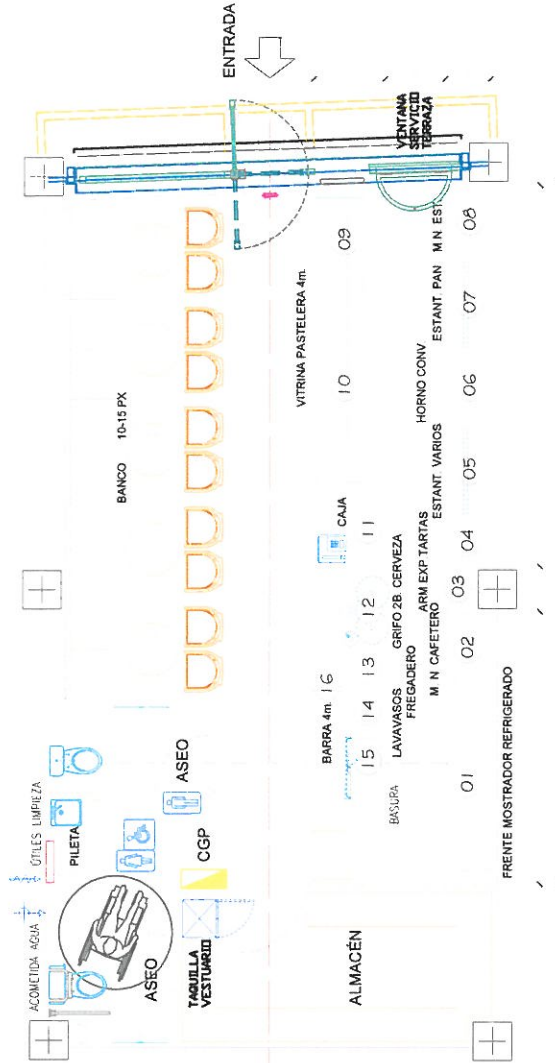 ACOMETIDA AGUA
ÚTILES LIMPIEZA
PILETA
ASEO
ASEO
TAQUILLA
VESTUARIO
CGP
BANCO 10-15 PX
ENTRADA
VITRINA PASTELERA 4m.
VENTANA
SERVICIO
TERRAZA
ALMACÉN
BARRA 4m. 16
CAJA
15 14 13 12 11 10 09
BASURA
LAVAVASOS GRIFO 2B. CERVEZA
FREGADERO
ARM EXP TARTAS
HORNO CONV
M. N CAFETERO
ESTANT. VARIOS
ESTANT. PAN
M N EST.
01 02 03 04 05 06 07 08
FRENTE MOSTRADOR REFRIGERADO